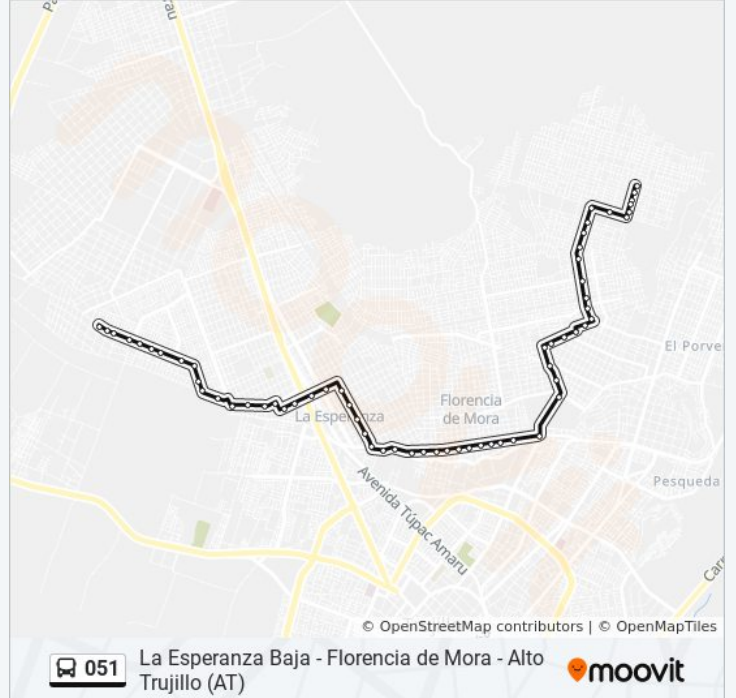 La Esperanza
Florencia
de Mora
El Porve
Pesqueda
Avenida Túpac Amaru
Carr
© OpenStreetMap contributors | © OpenMapTiles
051
La Esperanza Baja - Florencia de Mora - Alto
Trujillo (AT)
moovit